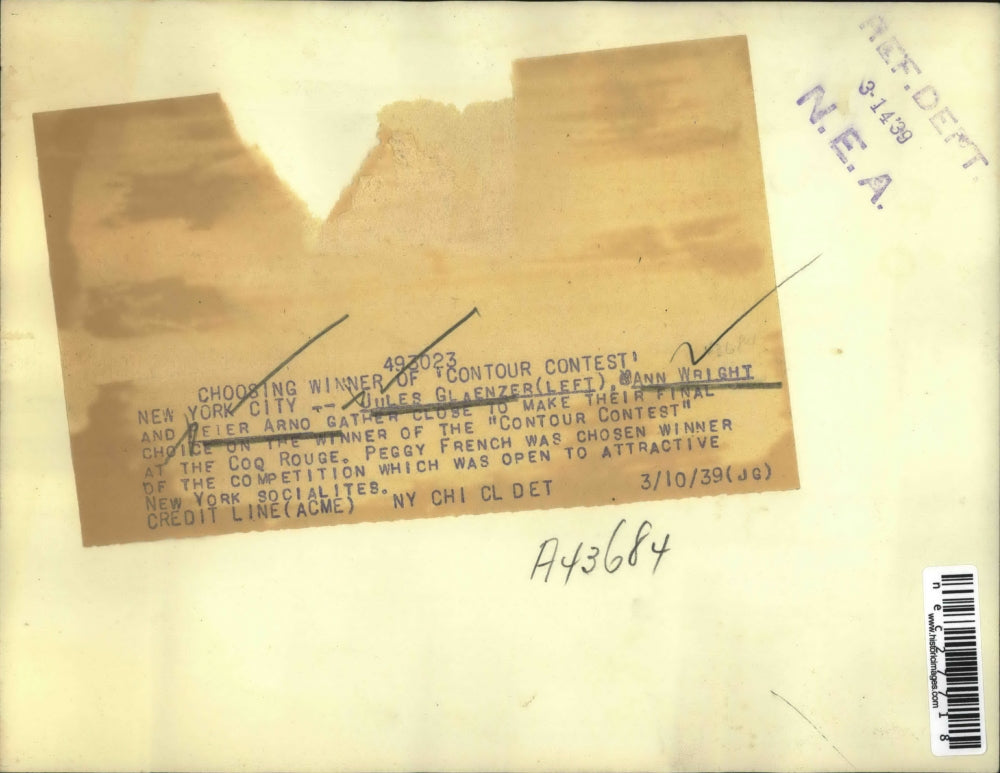 REF. DEPT.
3-14 39
N. E. A.
493023
CHOOSING WINNER OF 'CONTOUR CONTEST'
NEW YORK CITY -- JULES GLAENZER(LEFT), ANN WRIGHT
AND PETER ARNO GATHER CLOSE TO MAKE THEIR FINAL
CHOICE ON THE WINNER OF THE "CONTOUR CONTEST"
AT THE COQ ROUGE. PEGGY FRENCH WAS CHOSEN WINNER
OF THE COMPETITION WHICH WAS OPEN TO ATTRACTIVE
NEW YORK SOCIALITES.
CREDIT LINE(ACME) NY CHI CL DET 3/10/39(JG)
A43684
nec27718
www.historicimages.com